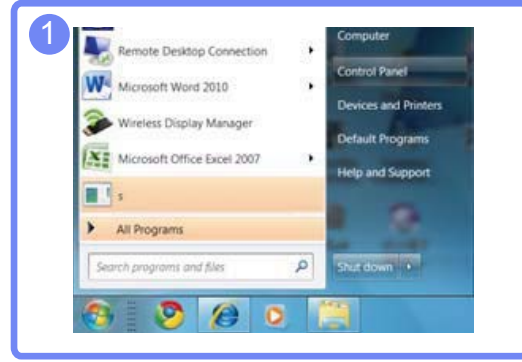 1
Remote Desktop Connection
Microsoft Word 2010
Wireless Display Manager
Microsoft Office Excel 2007
s
All Programs
Search programs and files
Computer
Control Panel
Devices and Printers
Default Programs
Help and Support
Shut down